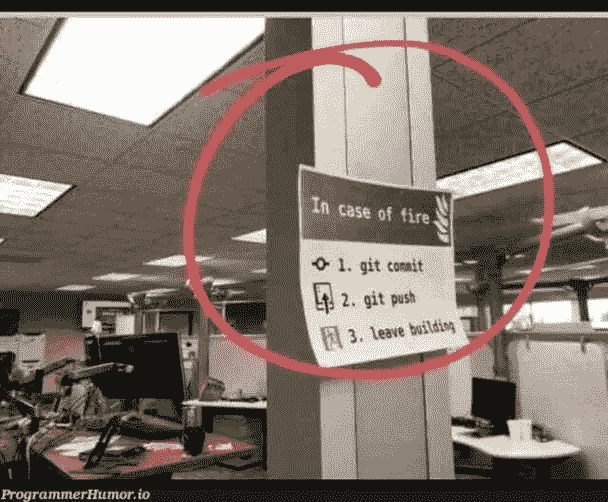 In case of fire
1. git commit
2. git push
3. leave building
ProgrammerHumor.io